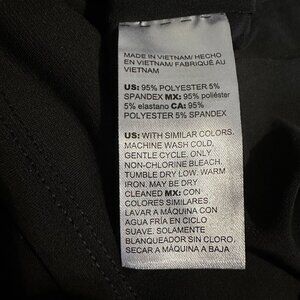 MADE IN VIETNAM/ HECHO
EN VIETNAM/ FABRIQUÉ AU
VIETNAM
US: 95% POLYESTER 5%
SPANDEX MX: 95% poliéster
5% elastano CA: 95%
POLYESTER 5% SPANDEX
US: WITH SIMILAR COLORS.
MACHINE WASH COLD,
GENTLE CYCLE, ONLY
NON-CHLORINE BLEACH.
TUMBLE DRY LOW. WARM
IRON. MAY BE DRY
CLEANED MX: CON
COLORES SIMILARES.
LAVAR A MÁQUINA CON
AGUA FRÍA EN CICLO
SUAVE. SOLAMENTE
BLANQUEADOR SIN CLORO.
SECAR A MÁQUINA A BAJA